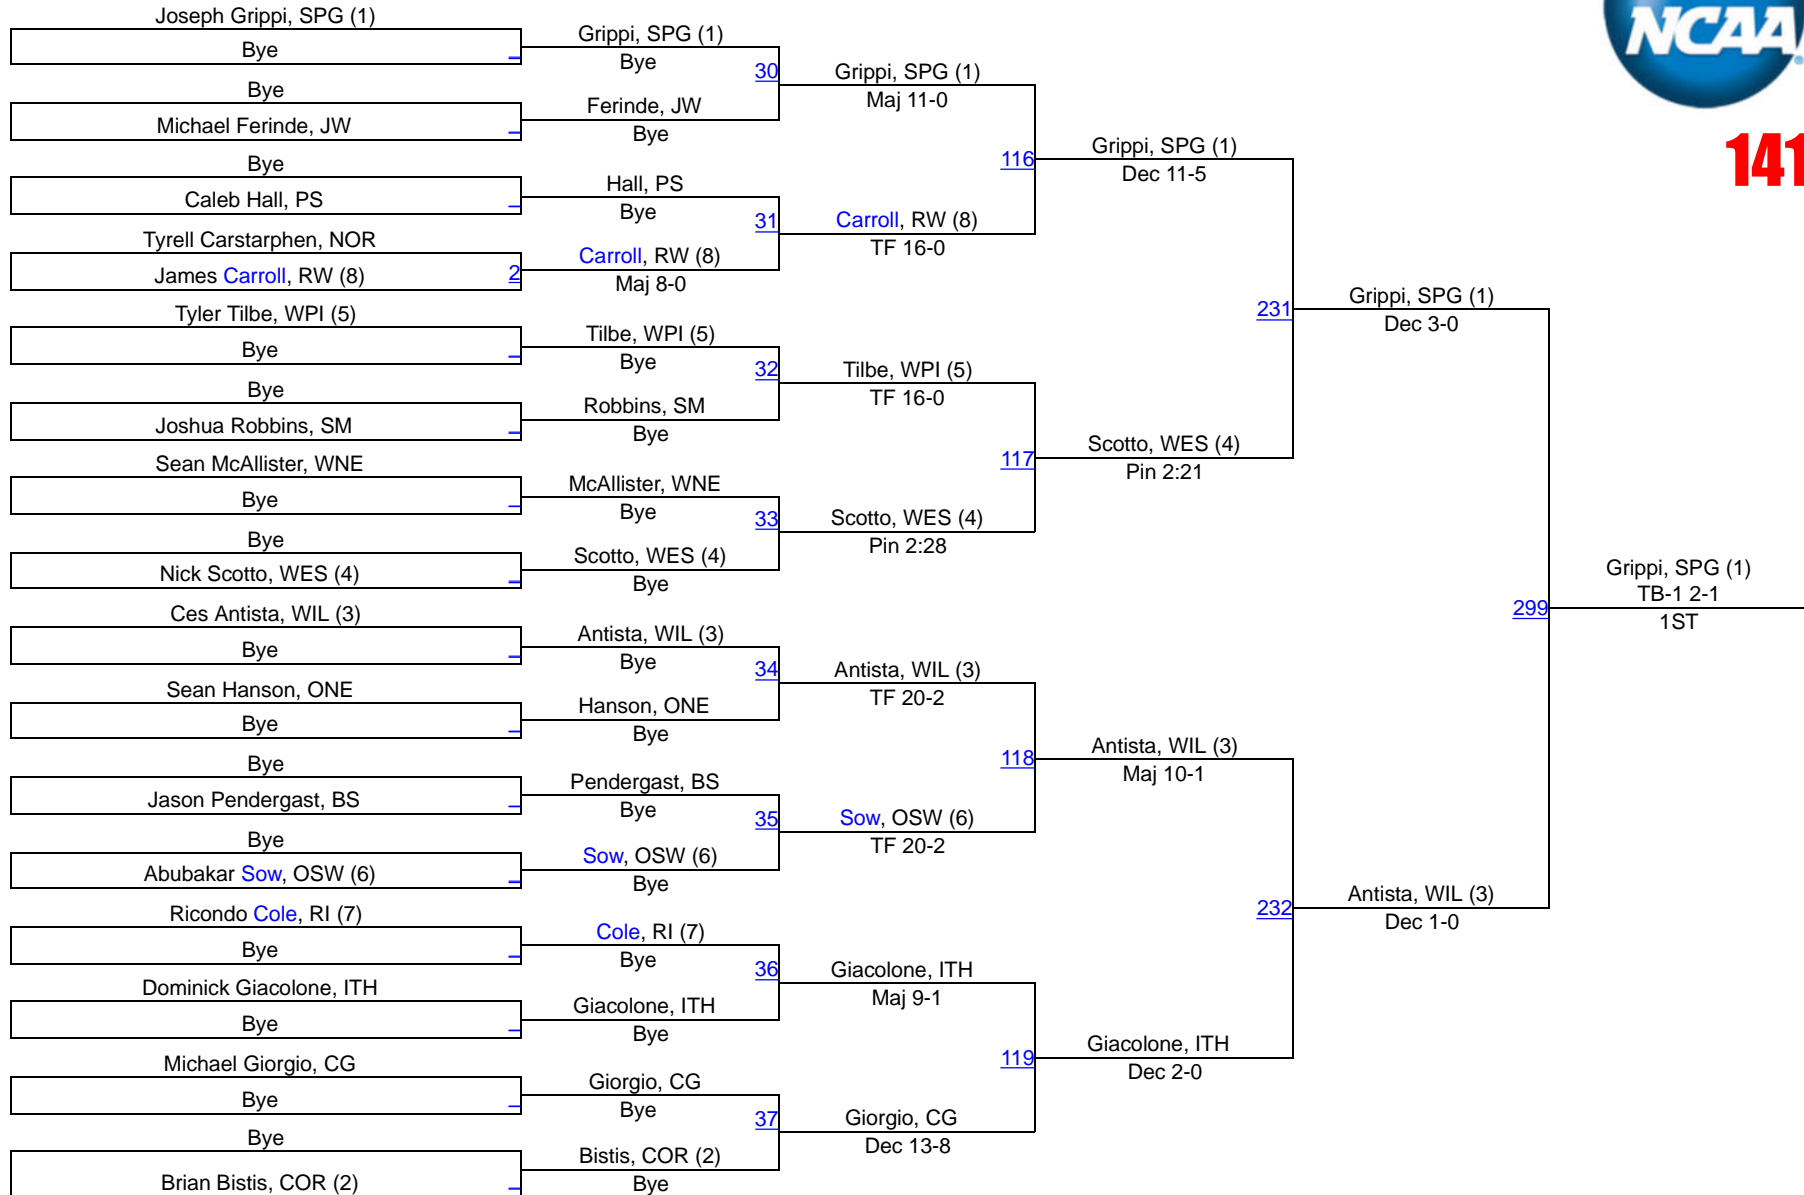 Joseph Grippi, SPG (1)
Bye
Bye
Michael Ferinde, JW
Bye
Caleb Hall, PS
Tyrell Carstarphen, NOR
James Carroll, RW (8)
2
Tyler Tilbe, WPI (5)
Bye
Bye
Joshua Robbins, SM
Sean McAllister, WNE
Bye
Bye
Nick Scotto, WES (4)
Ces Antista, WIL (3)
Bye
Sean Hanson, ONE
Bye
Bye
Jason Pendergast, BS
Bye
Abubakar Sow, OSW (6)
Ricondo Cole, RI (7)
Bye
Dominick Giacolone, ITH
Bye
Michael Giorgio, CG
Bye
Bye
Brian Bistis, COR (2)
Grippi, SPG (1)
Bye
30
Ferinde, JW
Bye
Hall, PS
Bye
31
Carroll, RW (8)
Maj 8-0
Tilbe, WPI (5)
Bye
32
Robbins, SM
Bye
McAllister, WNE
Bye
33
Scotto, WES (4)
Bye
Antista, WIL (3)
Bye
34
Hanson, ONE
Bye
Pendergast, BS
Bye
35
Sow, OSW (6)
Bye
Cole, RI (7)
Bye
36
Giacolone, ITH
Bye
Giorgio, CG
Bye
37
Bistis, COR (2)
Bye
Grippi, SPG (1)
Maj 11-0
116
Carroll, RW (8)
TF 16-0
Tilbe, WPI (5)
TF 16-0
117
Scotto, WES (4)
Pin 2:28
Antista, WIL (3)
TF 20-2
118
Sow, OSW (6)
TF 20-2
Giacolone, ITH
Maj 9-1
119
Giorgio, CG
Dec 13-8
Grippi, SPG (1)
Dec 11-5
231
Scotto, WES (4)
Pin 2:21
Antista, WIL (3)
Maj 10-1
232
Giacolone, ITH
Dec 2-0
Grippi, SPG (1)
Dec 3-0
299
Antista, WIL (3)
Dec 1-0
Grippi, SPG (1)
TB-1 2-1
1ST
NCAA
141